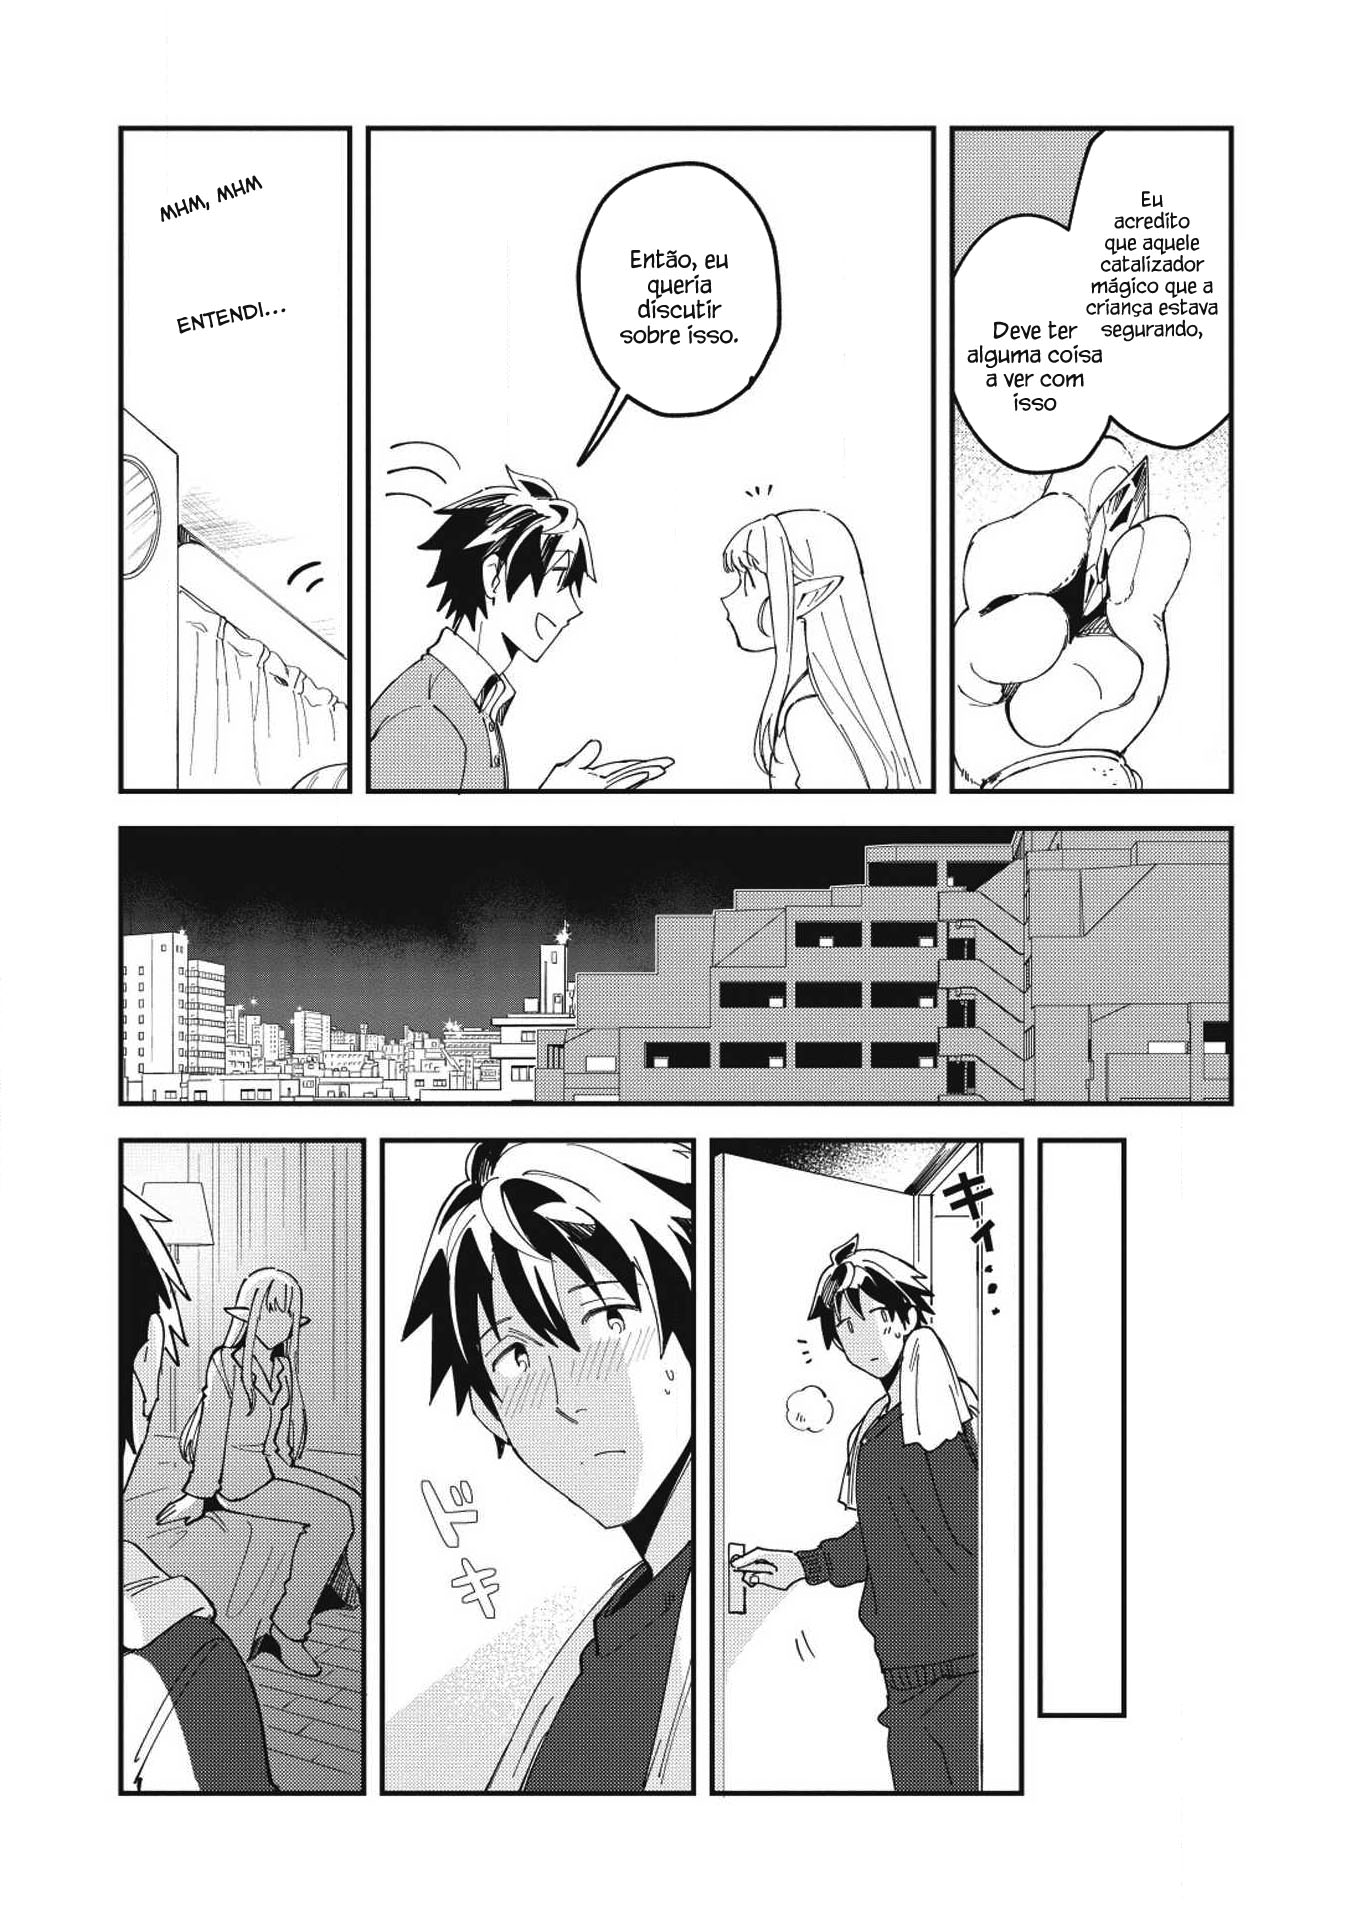 Eu
acredito
que aquele
catalizador
mágico que a
criança estava
segurando,
Deve ter
alguma coisa
a ver com
isso
Então, eu
queria
discutir
sobre isso.
MHM, MHM
ENTENDI...
キィ...
ドキ